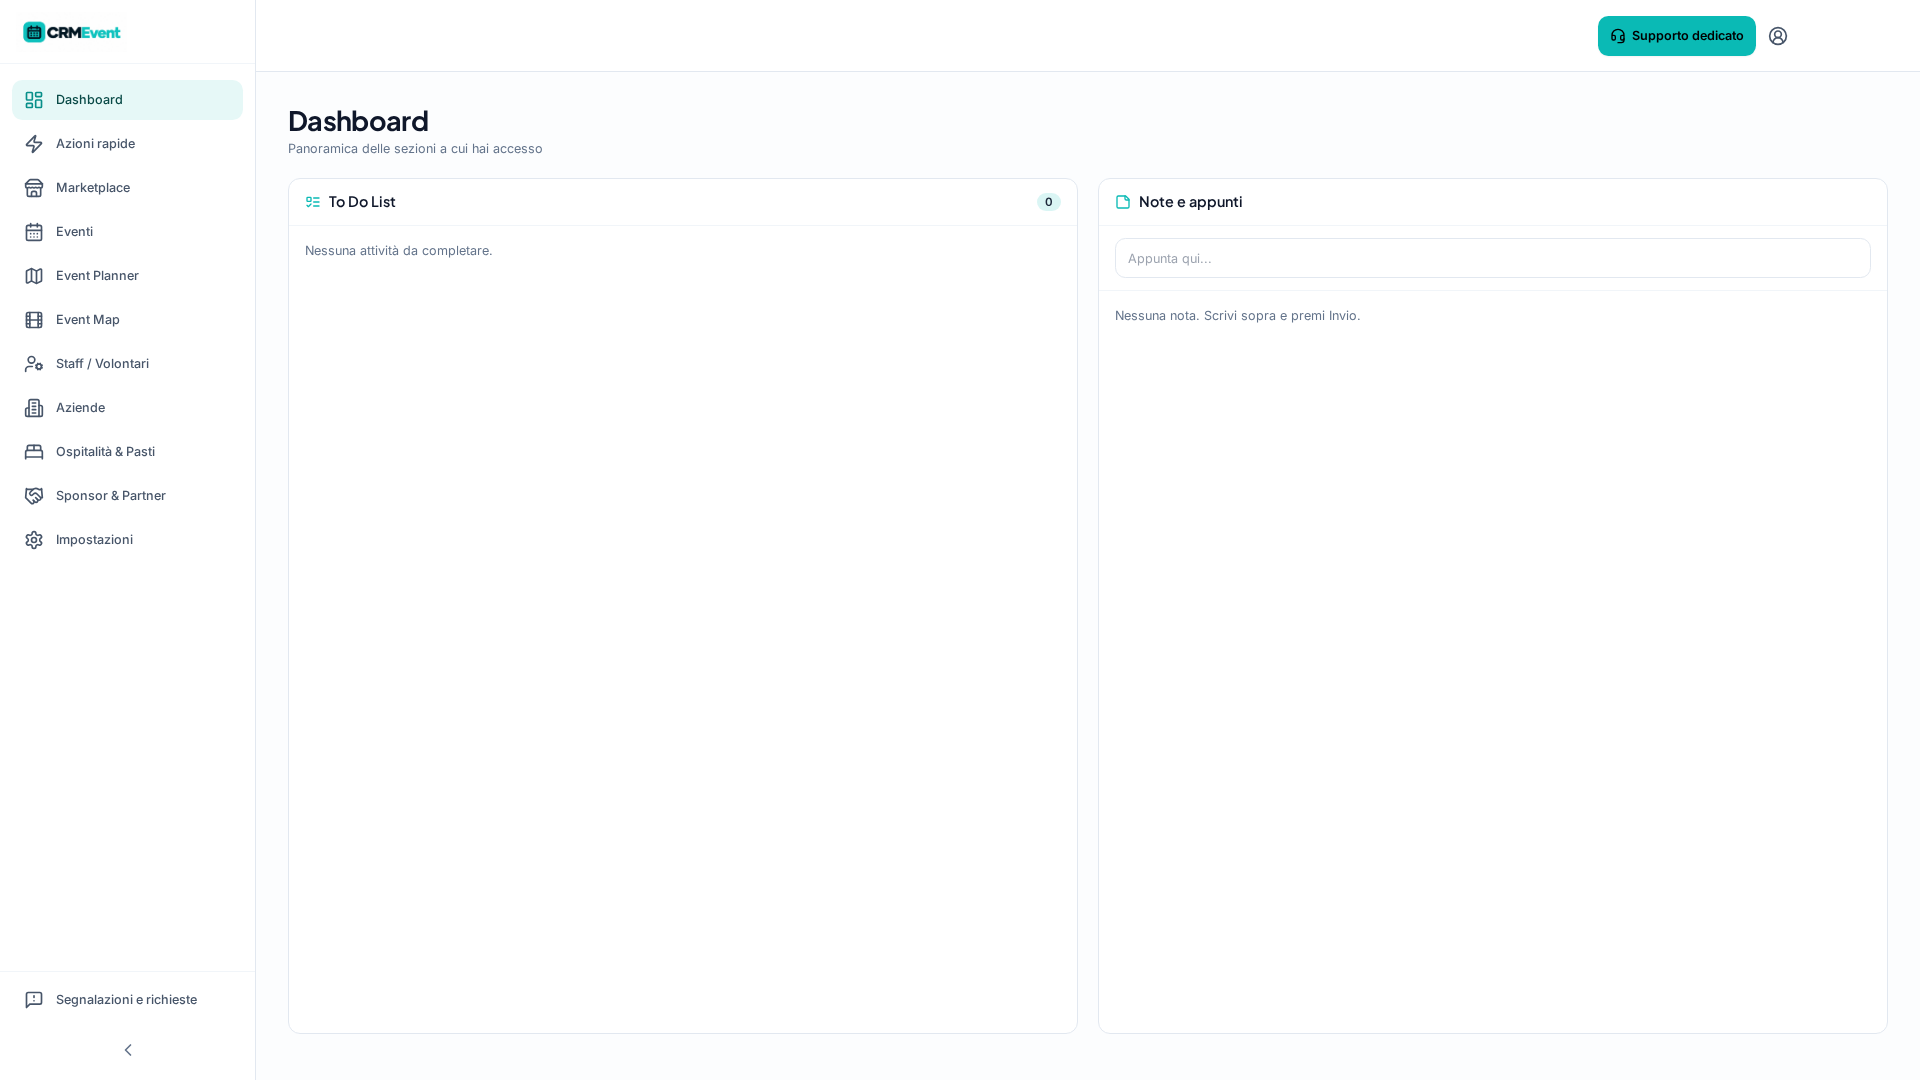 CRMEvent
Supporto dedicato
Dashboard
Azioni rapide
Marketplace
Eventi
Event Planner
Event Map
Staff / Volontari
Aziende
Ospitalità & Pasti
Sponsor & Partner
Impostazioni
Segnalazioni e richieste
Dashboard
Panoramica delle sezioni a cui hai accesso
To Do List
0
Nessuna attività da completare.
Note e appunti
Appunta qui...
Nessuna nota. Scrivi sopra e premi Invio.